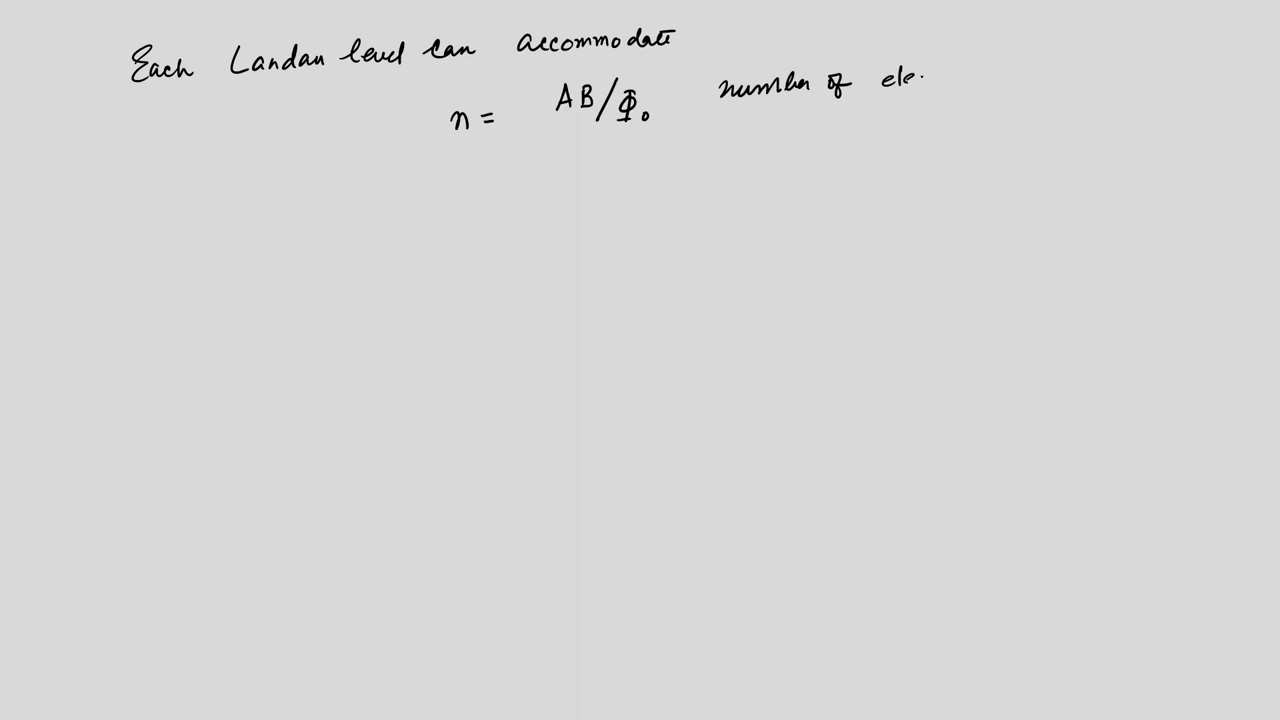 Each Landau level can accommodate
n = AB/Φ₀ number of ele.